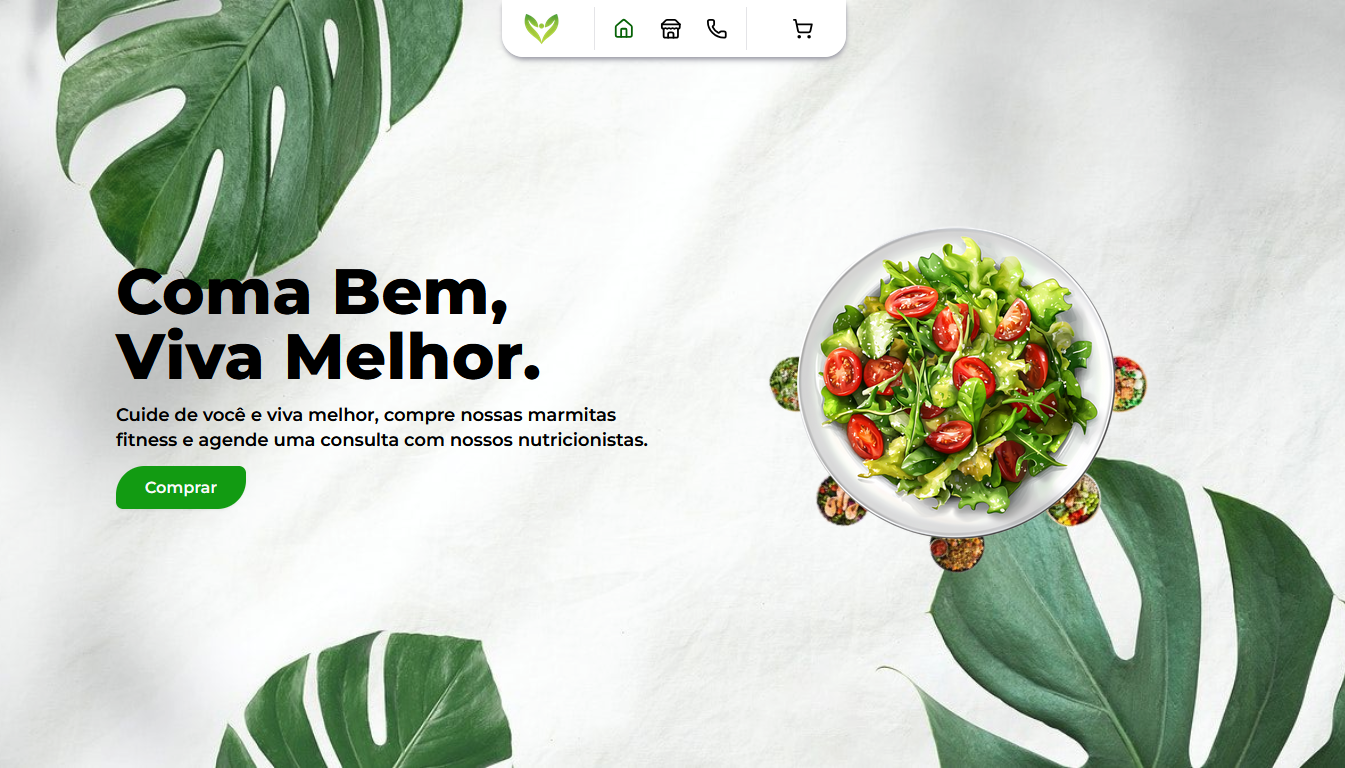 Coma Bem,
Viva Melhor.
Cuide de você e viva melhor, compre nossas marmitas
fitness e agende uma consulta com nossos nutricionistas.
Comprar